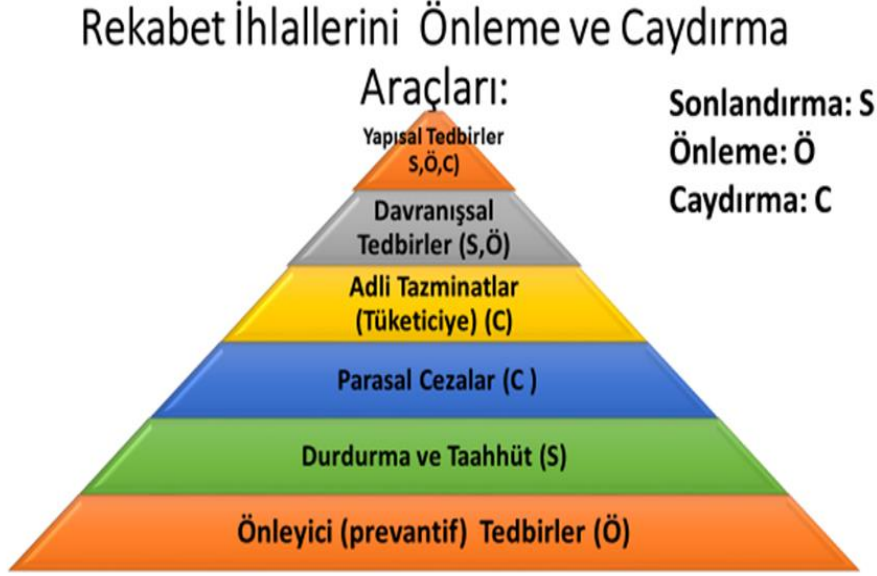 Rekabet İhlallerini Önleme ve Caydırma
Araçları:
Sonlandırma: S
Önleme: Ö
Caydırma: C
Yapısal Tedbirler
S,Ö,C)
Davranışsal
Tedbirler (S,Ö)
Adli Tazminatlar
(Tüketiciye) (C)
Parasal Cezalar (C )
Durdurma ve Taahhüt (S)
Önleyici (prevantif) Tedbirler (Ö)